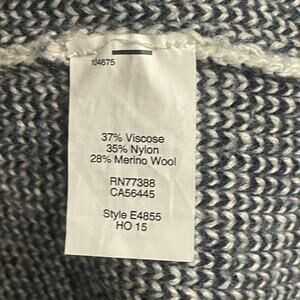 104675
37% Viscose
35% Nylon
28% Merino Wool
RN77388
CA56445
Style E4855
HO 15